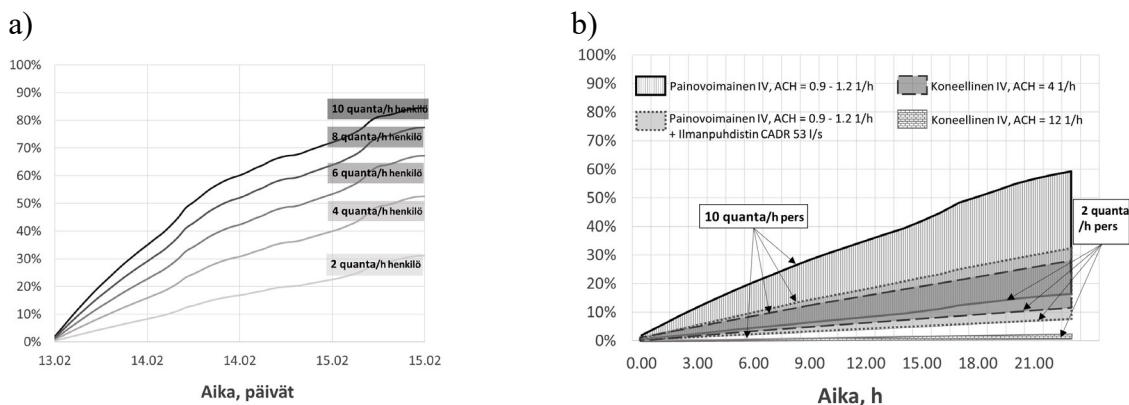 a)
100%
90%
80%
70%
60%
50%
40%
30%
20%
10%
0%
10 quanta/h henkilö
8 quanta/h henkilö
6 quanta/h henkilö
4 quanta/h henkilö
2 quanta/h henkilö
13.02 14.02 14.02 15.02 15.02
Aika, päivät
b)
100%
90%
80%
70%
60%
50%
40%
30%
20%
10%
0%
Painovoimainen IV, ACH = 0.9 - 1.2 1/h
Koneellinen IV, ACH = 4 1/h
Painovoimainen IV, ACH = 0.9 - 1.2 1/h
+ Ilmanpuhdistin CADR 53 l/s
Koneellinen IV, ACH = 12 1/h
10 quanta/h pers
2 quanta
/h pers
0.00 3.00 6.00 9.00 12.00 15.00 18.00 21.00
Aika, h